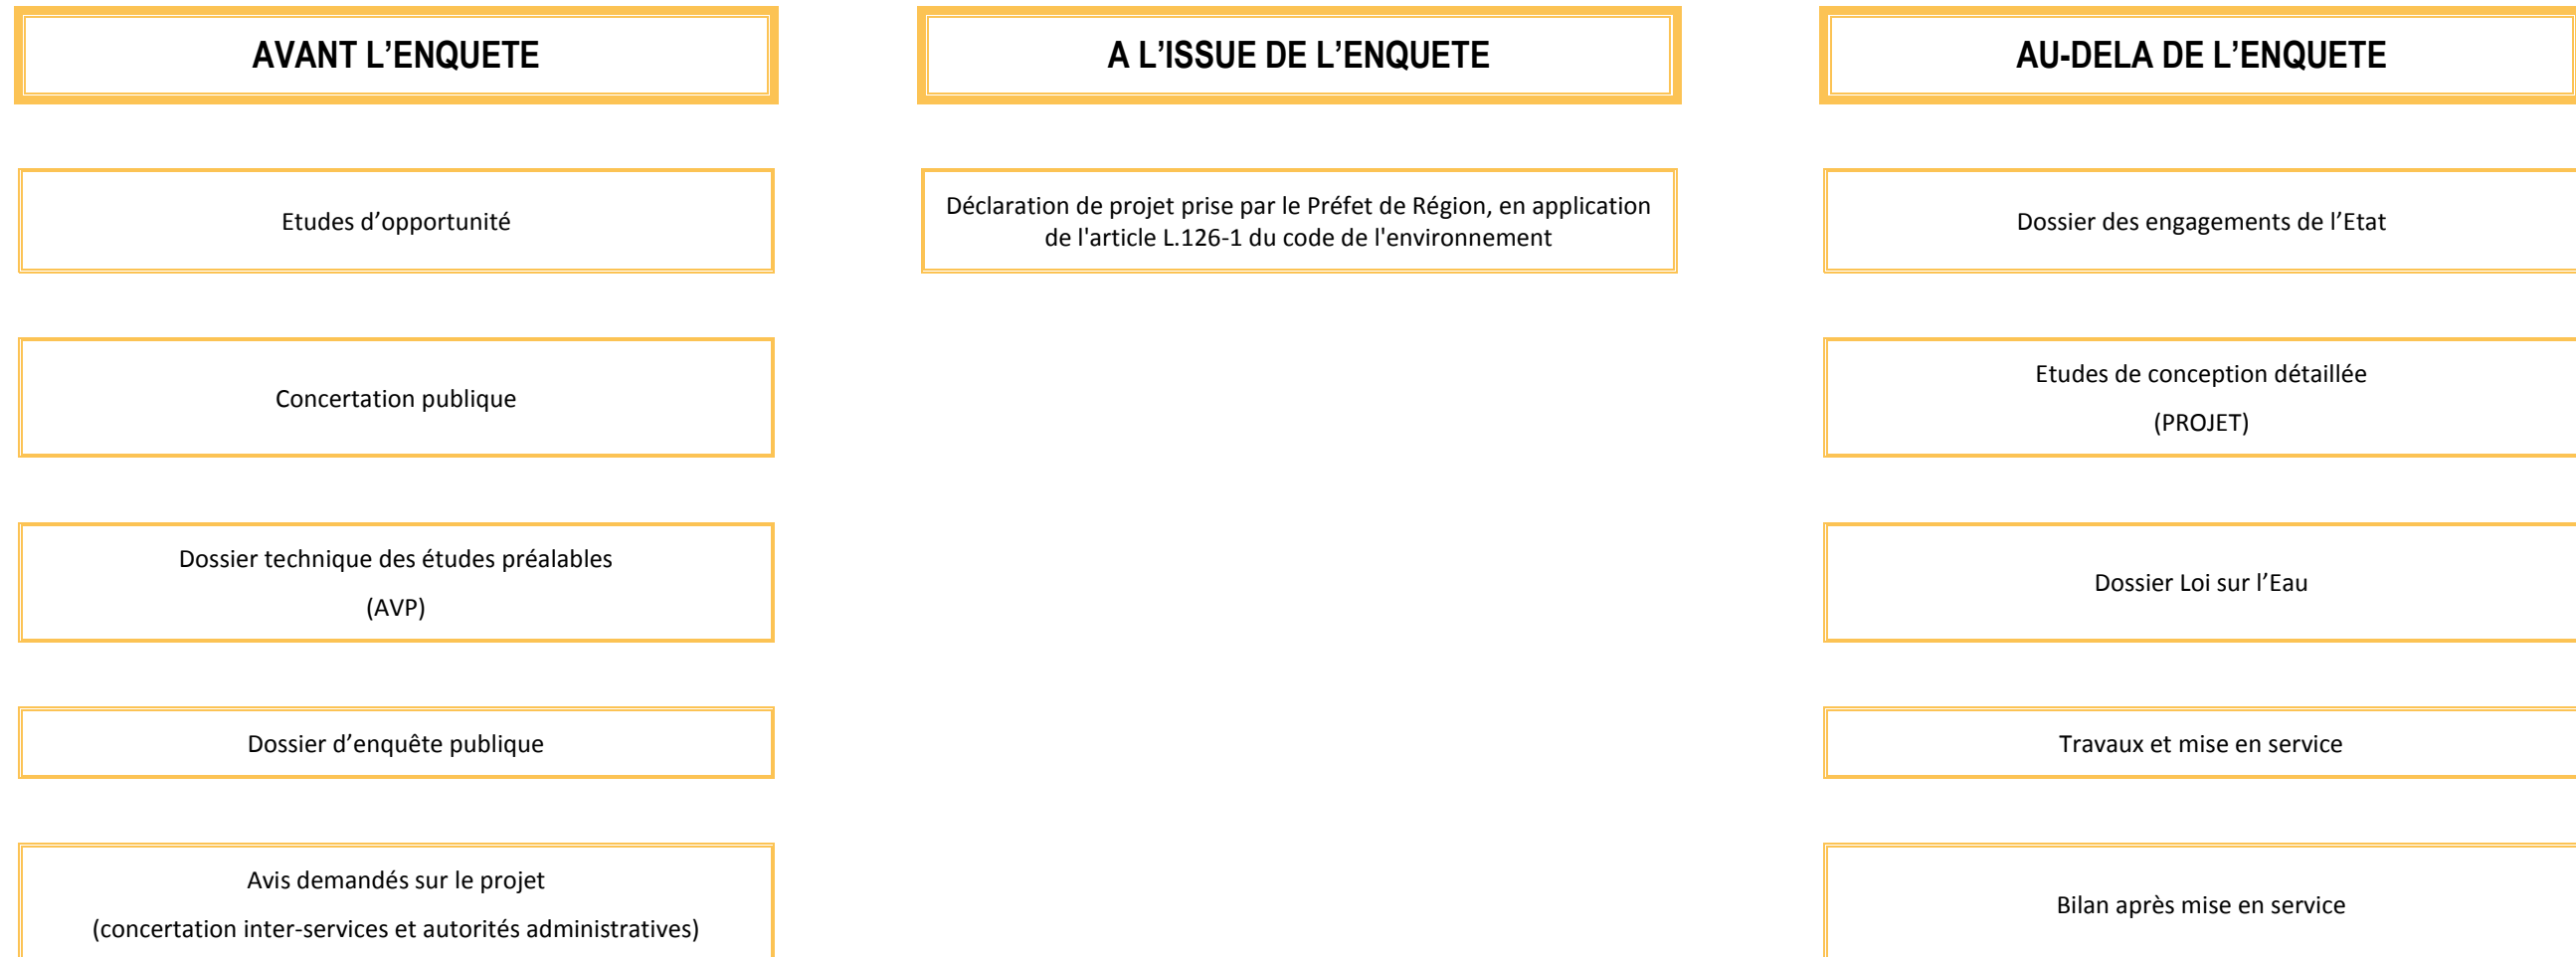 AVANT L’ENQUETE
Etudes d’opportunité
Concertation publique
Dossier technique des études préalables
(AVP)
Dossier d’enquête publique
Avis demandés sur le projet
(concertation inter-services et autorités administratives)
A L’ISSUE DE L’ENQUETE
Déclaration de projet prise par le Préfet de Région, en application
de l'article L.126-1 du code de l'environnement
AU-DELA DE L’ENQUETE
Dossier des engagements de l’Etat
Etudes de conception détaillée
(PROJET)
Dossier Loi sur l’Eau
Travaux et mise en service
Bilan après mise en service